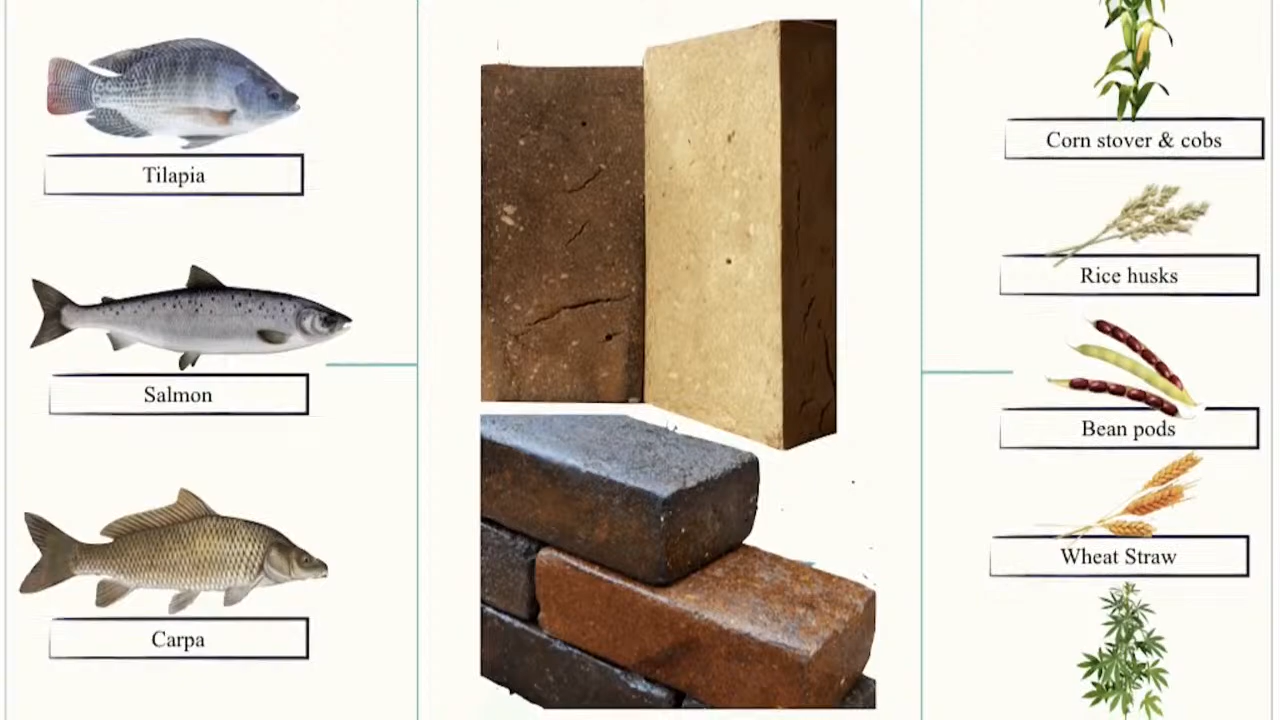 Tilapia
Salmon
Carpa
Corn stover & cobs
Rice husks
Bean pods
Wheat Straw